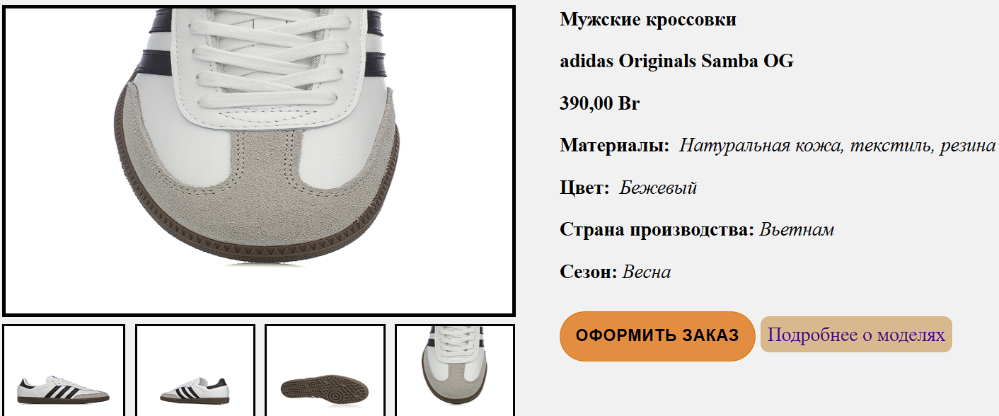 Мужские кроссовки
adidas Originals Samba OG
390,00 Br
Материалы: Натуральная кожа, текстиль, резина
Цвет: Бежевый
Страна производства: Вьетнам
Сезон: Весна
ОФОРМИТЬ ЗАКАЗ
Подробнее о моделях